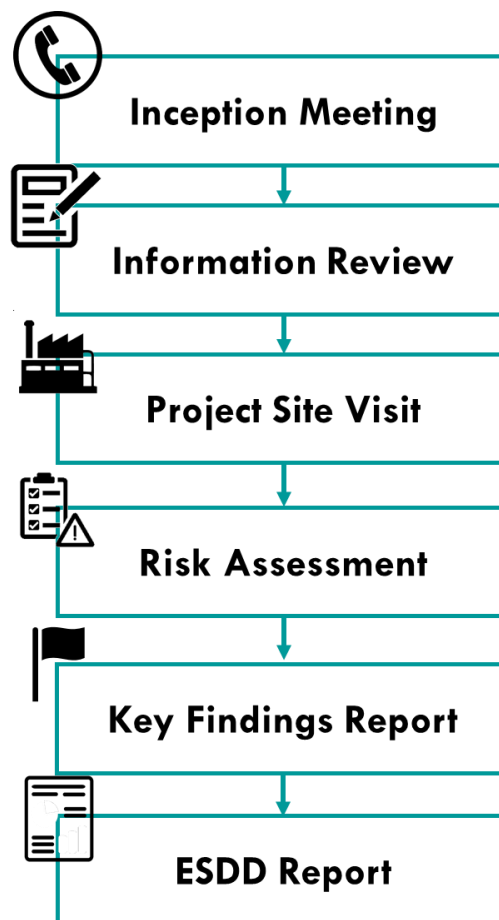 Inception Meeting
Information Review
Project Site Visit
Risk Assessment
Key Findings Report
ESDD Report